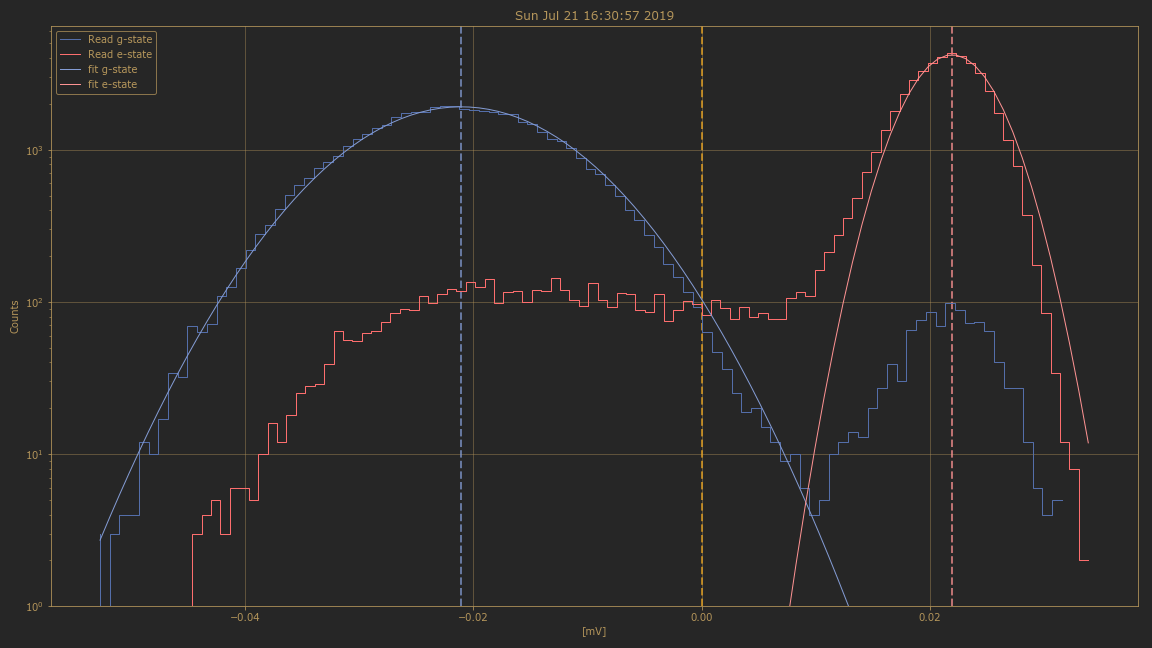 Sun Jul 21 16:30:57 2019
Read g-state
Read e-state
fit g-state
fit e-state
Counts
10³
10²
10¹
10⁰
−0.04
−0.02
0.00
0.02
[mV]